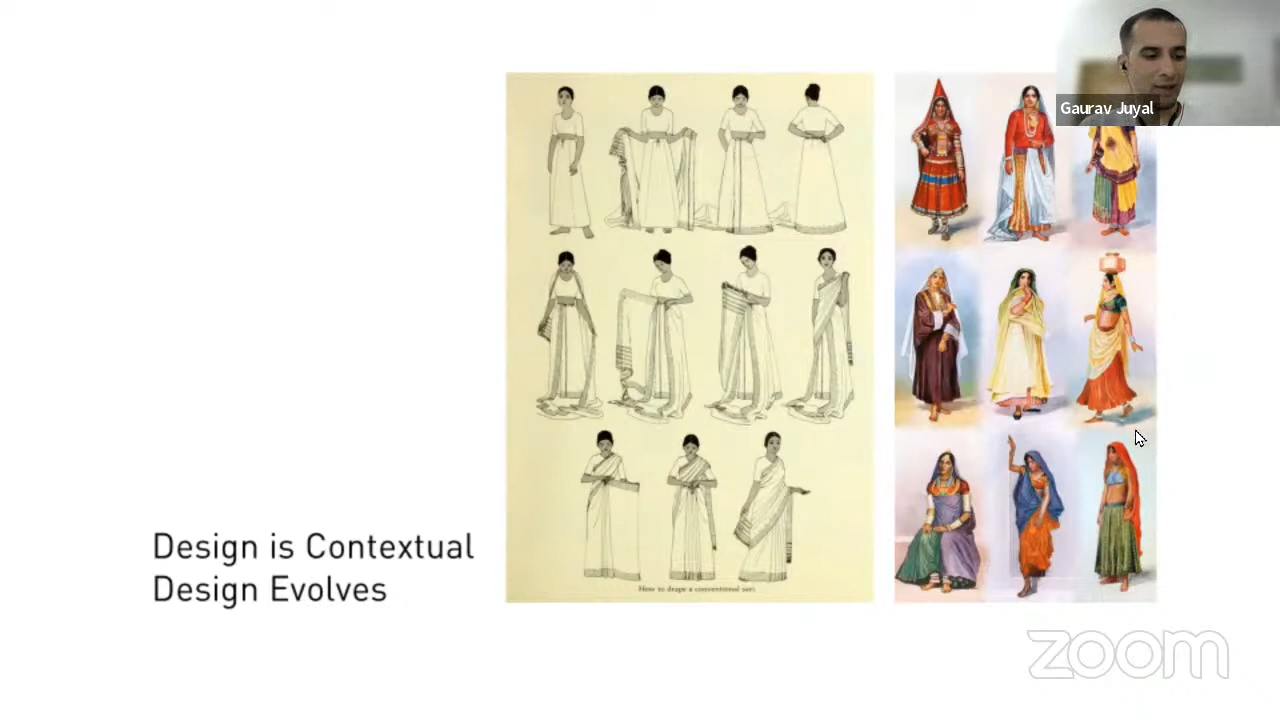 Gaurav Juyal
Design is Contextual
Design Evolves
How to drape a conventional sari
zoom